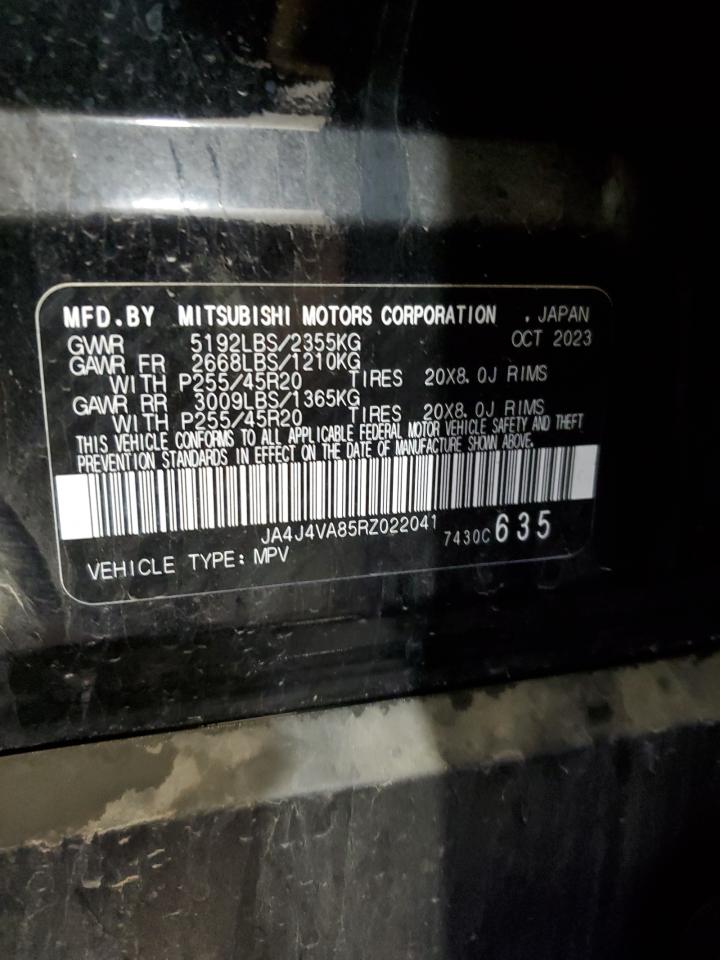 MFD.BY MITSUBISHI MOTORS CORPORATION , JAPAN
GVWR 5192LBS/2355KG OCT 2023
GAWR FR 2668LBS/1210KG
WITH P255/45R20 TIRES 20X8.0J RIMS
GAWR RR 3009LBS/1365KG
WITH P255/45R20 TIRES 20X8.0J RIMS
THIS VEHICLE CONFORMS TO ALL APPLICABLE FEDERAL MOTOR VEHICLE SAFETY AND THEFT
PREVENTION STANDARDS IN EFFECT ON THE DATE OF MANUFACTURE SHOWN ABOVE.
JA4J4VA85RZ022041 7430C 635
VEHICLE TYPE: MPV